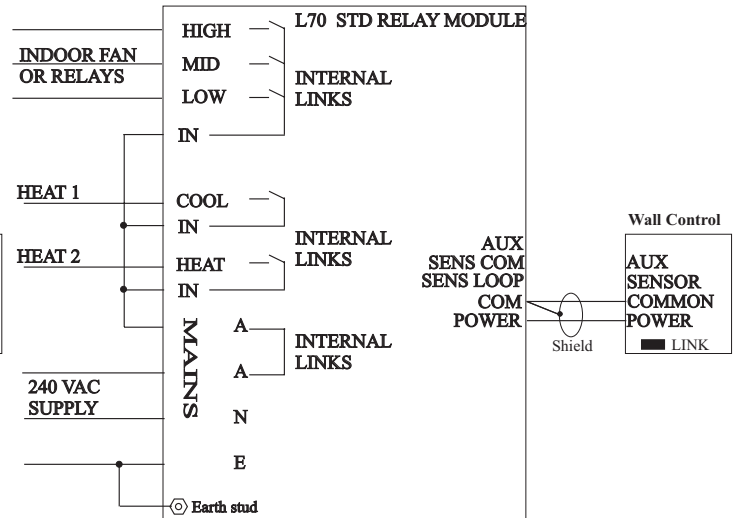 L70 STD RELAY MODULE
HIGH
INDOOR FAN
OR RELAYS
MID
LOW
INTERNAL
LINKS
IN
HEAT 1
COOL
IN
INTERNAL
LINKS
HEAT 2
HEAT
IN
MAINS
A
INTERNAL
LINKS
A
240 VAC
SUPPLY
N
E
Earth stud
AUX
SENS COM
SENS LOOP
COM
POWER
Shield
Wall Control
AUX
SENSOR
COMMON
POWER
LINK